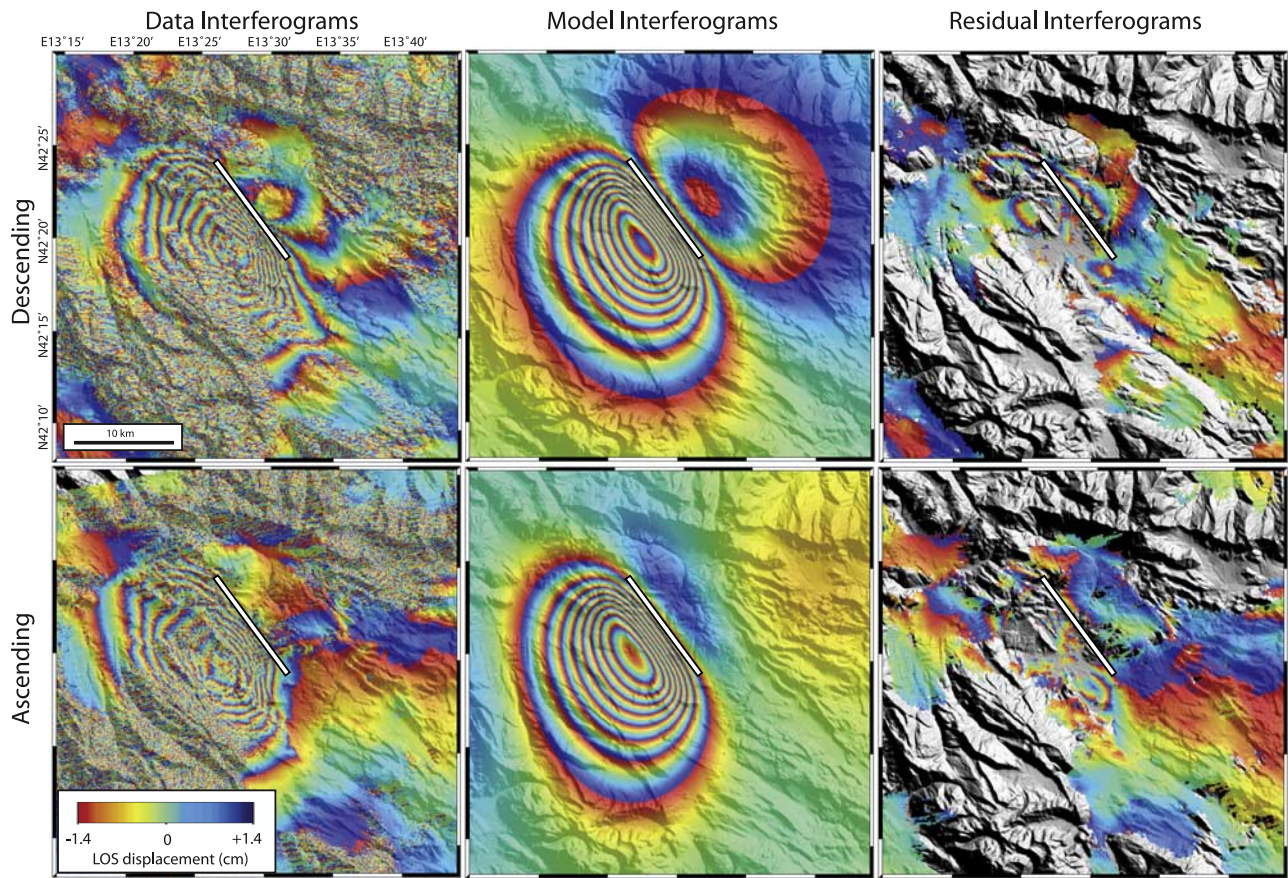 Data Interferograms Model Interferograms Residual Interferograms
E13˚15′ E13˚20′ E13˚25′ E13˚30′ E13˚35′ E13˚40′
Descending
N42˚25′
N42˚20′
N42˚15′
N42˚10′
10 km
Ascending
-1.4 0 +1.4
LOS displacement (cm)